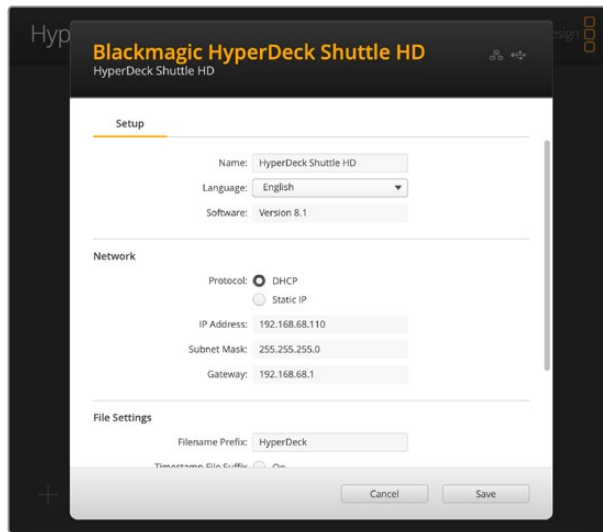 Hyp
esign
Blackmagic HyperDeck Shuttle HD
HyperDeck Shuttle HD
Setup
Name: HyperDeck Shuttle HD
Language: English
Software: Version 8.1
Network
Protocol: DHCP
Static IP
IP Address: 192.168.68.110
Subnet Mask: 255.255.255.0
Gateway: 192.168.68.1
File Settings
Filename Prefix: HyperDeck
Timestamp File Suffix On
Cancel Save